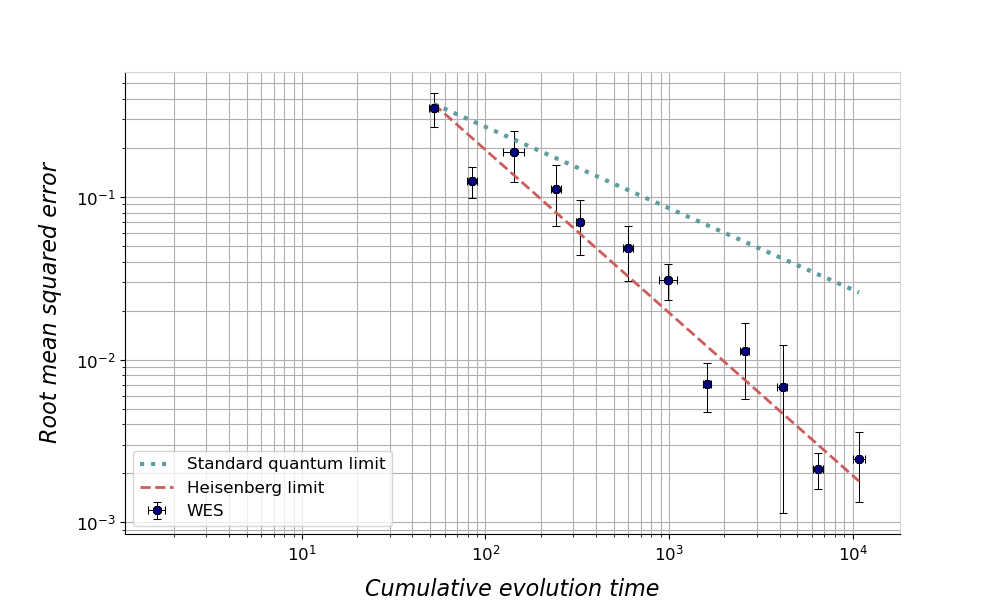 Root mean squared error
10⁻¹
10⁻²
10⁻³
Standard quantum limit
Heisenberg limit
WES
10¹ 10² 10³ 10⁴
Cumulative evolution time